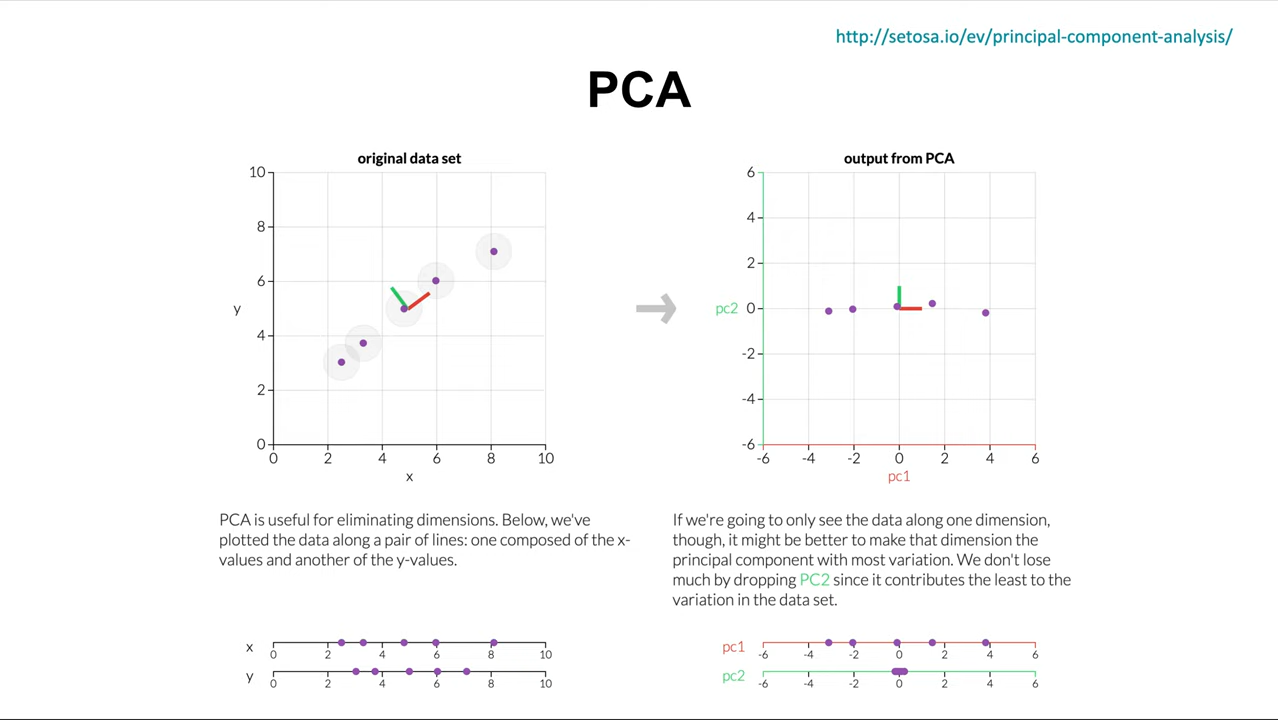 http://setosa.io/ev/principal-component-analysis/
PCA
original data set
10
8
6
4
2
0
y
0 2 4 6 8 10
x
output from PCA
6
4
2
pc2 0
-2
-4
-6
-6 -4 -2 0 2 4 6
pc1
PCA is useful for eliminating dimensions. Below, we've
plotted the data along a pair of lines: one composed of the x-
values and another of the y-values.
If we're going to only see the data along one dimension,
though, it might be better to make that dimension the
principal component with most variation. We don't lose
much by dropping PC2 since it contributes the least to the
variation in the data set.
x
0 2 4 6 8 10
y
0 2 4 6 8 10
pc1
-6 -4 -2 0 2 4 6
pc2
-6 -4 -2 0 2 4 6